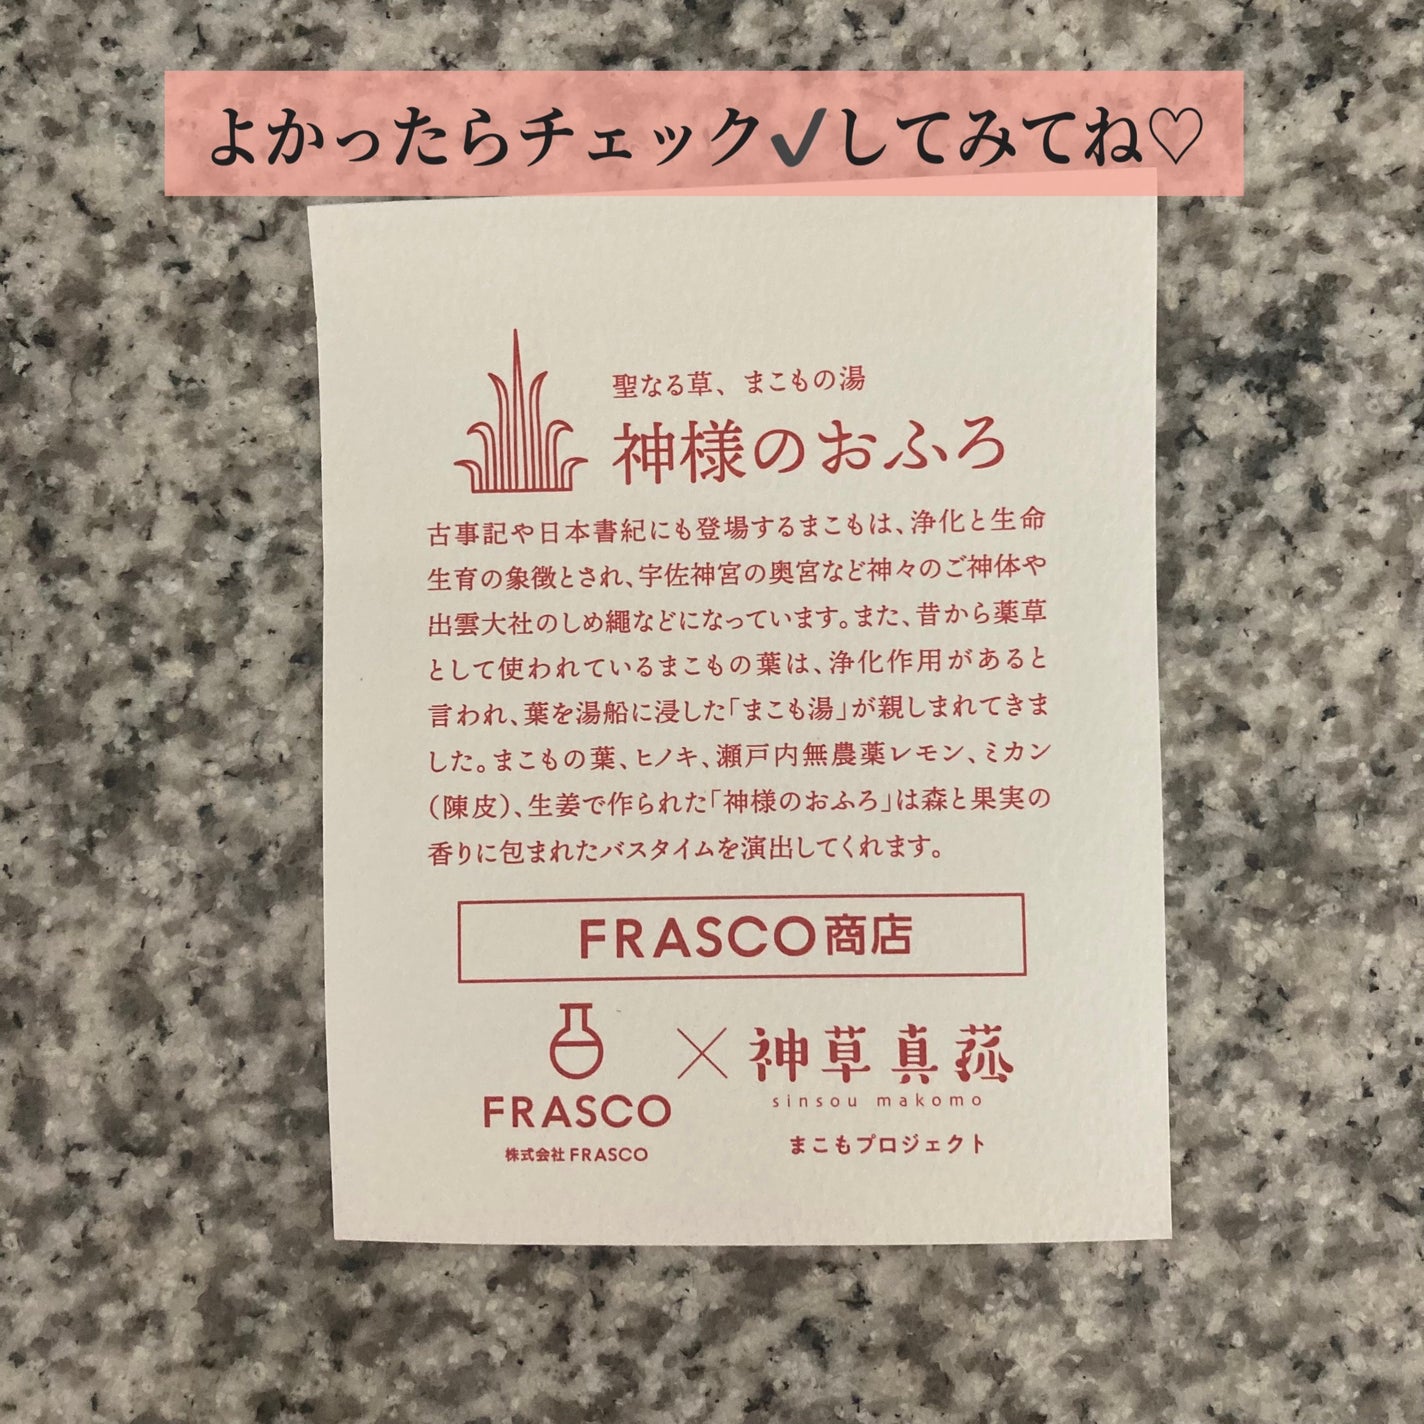 よかったらチェック✔してみてね♡
聖なる草、まこもの湯
神様のおふろ
古事記や日本書紀にも登場するまこもは、浄化と生命
生育の象徴とされ、宇佐神宮の奥宮など神々のご神体や
出雲大社のしめ縄などになっています。また、昔から薬草
として使われているまこもの葉は、浄化作用があると
言われ、葉を湯船に浸した「まこも湯」が親しまれてきま
した。まこもの葉、ヒノキ、瀬戸内無農薬レモン、ミカン
（陳皮）、生姜で作られた「神様のおふろ」は森と果実の
香りに包まれたバスタイムを演出してくれます。
FRASCO商店
FRASCO
株式会社FRASCO
×
神草真菰
sinsou makomo
まこもプロジェクト